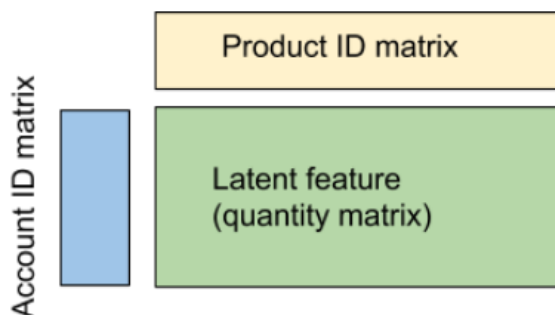 Product ID matrix
Account ID matrix
Latent feature
(quantity matrix)